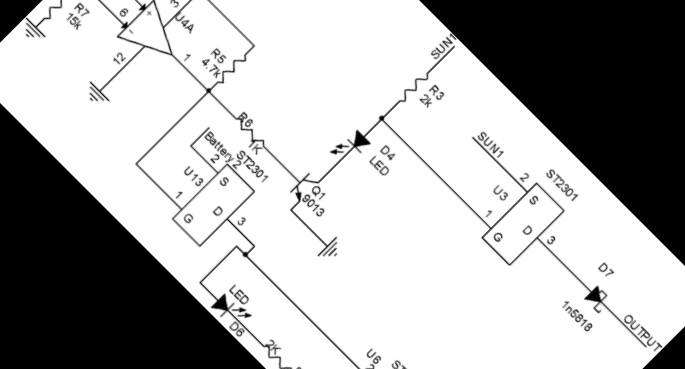 R7
15k
6
3
U4A
12
1
R5
4.7k
SUN1
R3
2k
R6
1K
Battery
2
ST2301
U13
S
1
G
D
3
Q1
9013
D4
LED
SUN1
2
ST2301
U3
S
1
G
D
3
D7
1n5818
OUTPUT
LED
D6
2K
U6